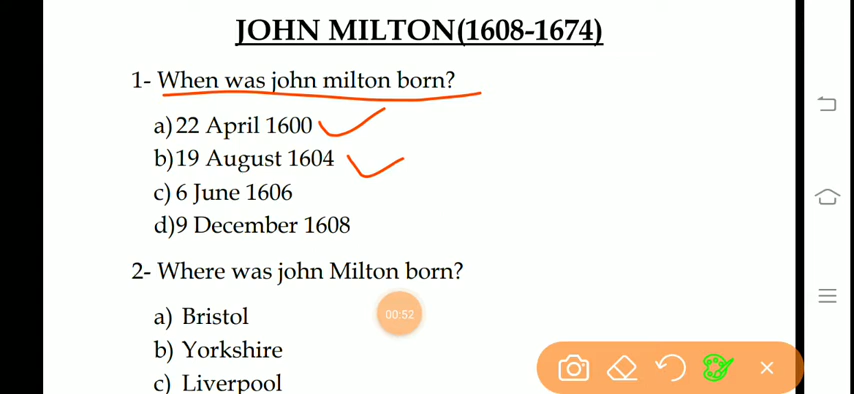 JOHN MILTON(1608-1674)
1- When was john milton born?
a) 22 April 1600
b)19 August 1604
c) 6 June 1606
d)9 December 1608
2- Where was john Milton born?
a) Bristol
00:52
b) Yorkshire
c) Liverpool